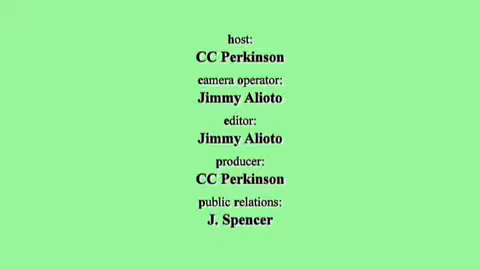 host:
CC Perkinson
camera operator:
Jimmy Alioto
editor:
Jimmy Alioto
producer:
CC Perkinson
public relations:
J. Spencer